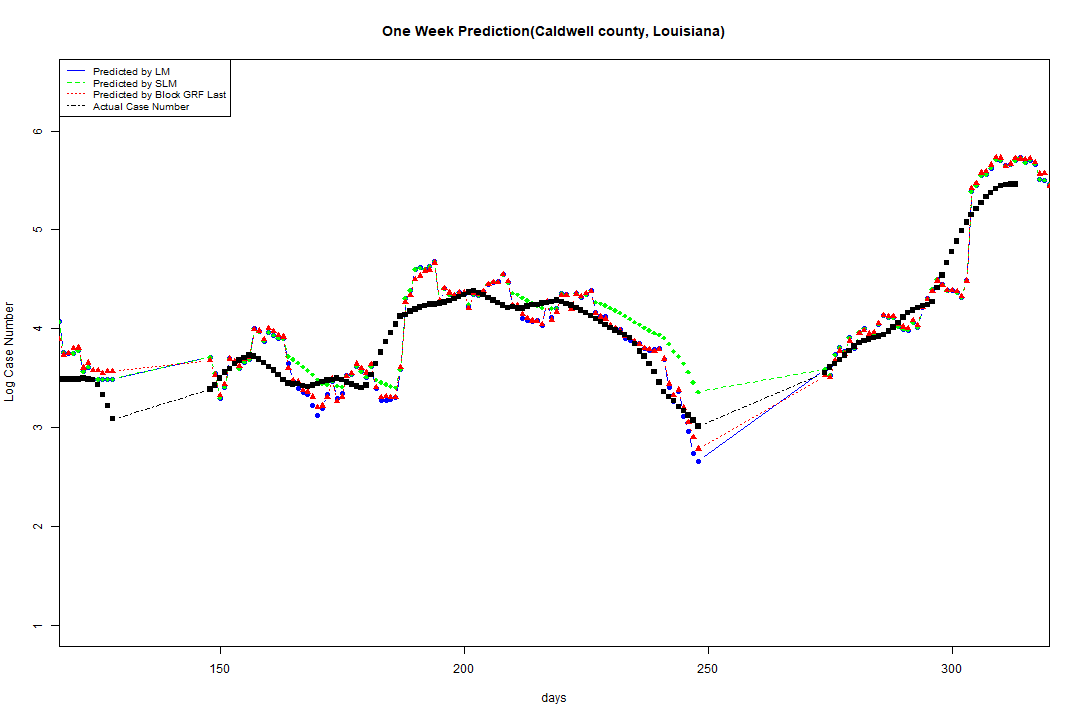 One Week Prediction(Caldwell county, Louisiana)
Predicted by LM
Predicted by SLM
Predicted by Block GRF Last
Actual Case Number
Log Case Number
6
5
4
3
2
1
150
200
250
300
days